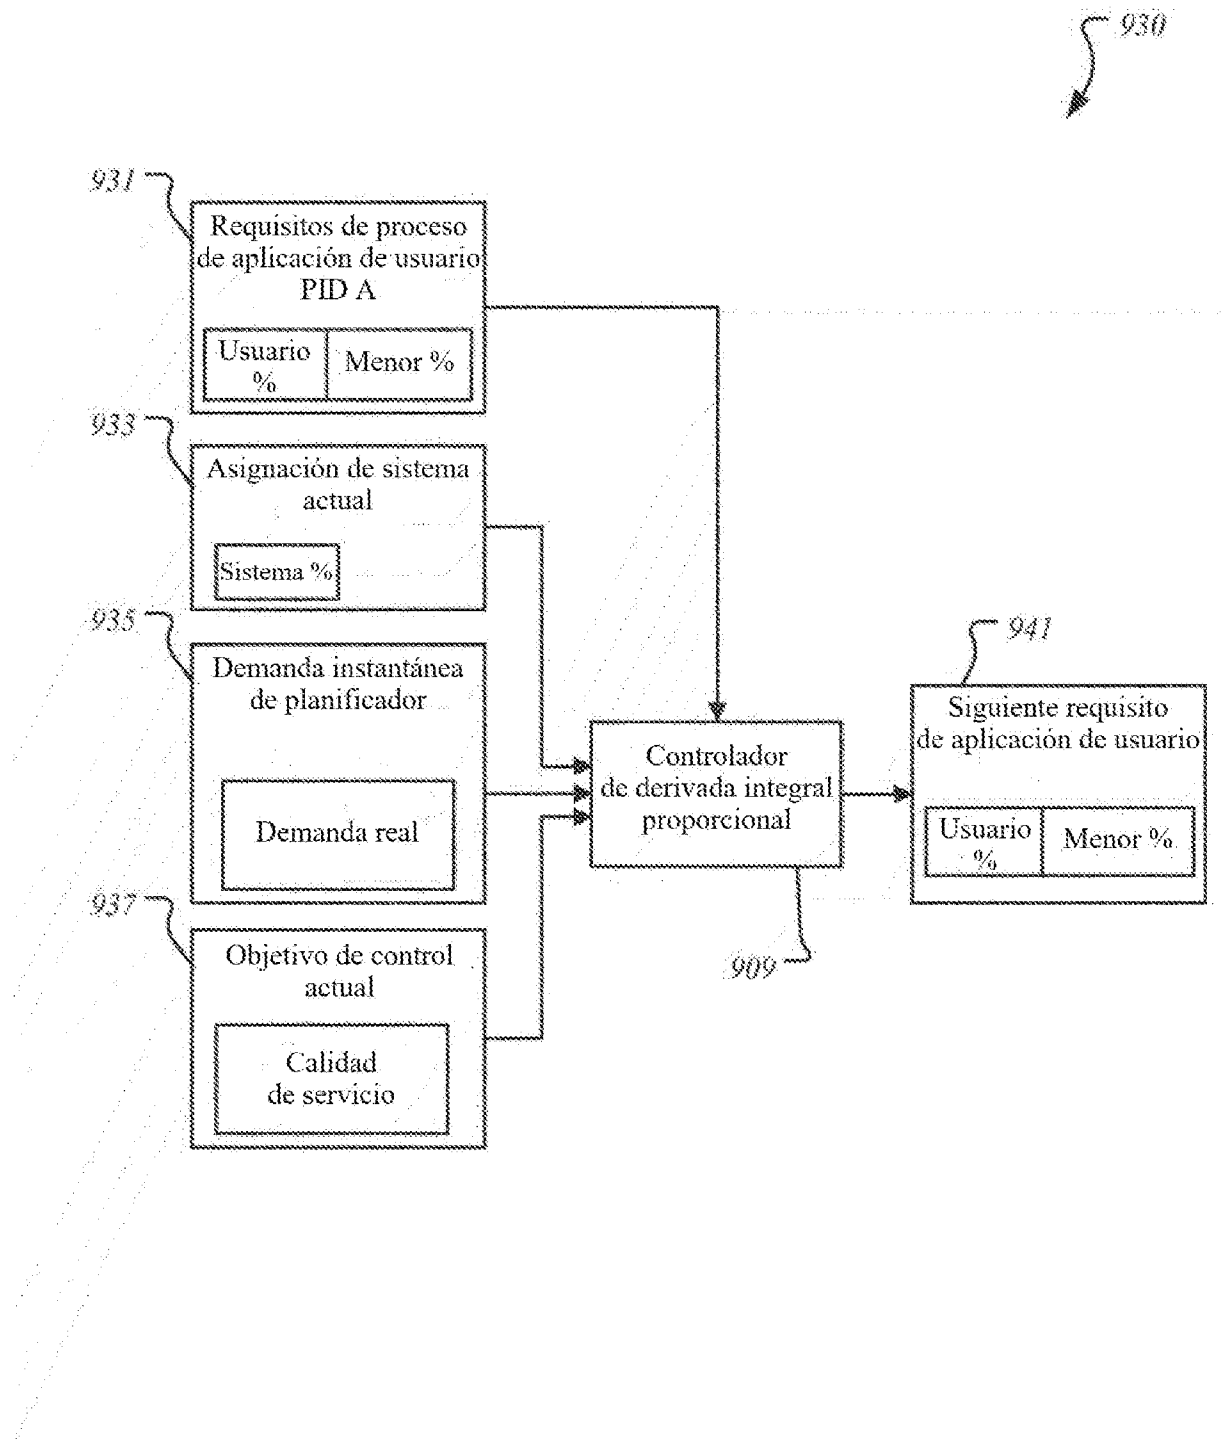 930
931
Requisitos de proceso
de aplicación de usuario
PID A
Usuario
%
Menor %
933
Asignación de sistema
actual
Sistema %
935
Demanda instantánea
de planificador
Demanda real
937
Objetivo de control
actual
Calidad
de servicio
Controlador
de derivada integral
proporcional
909
941
Siguiente requisito
de aplicación de usuario
Usuario
%
Menor %